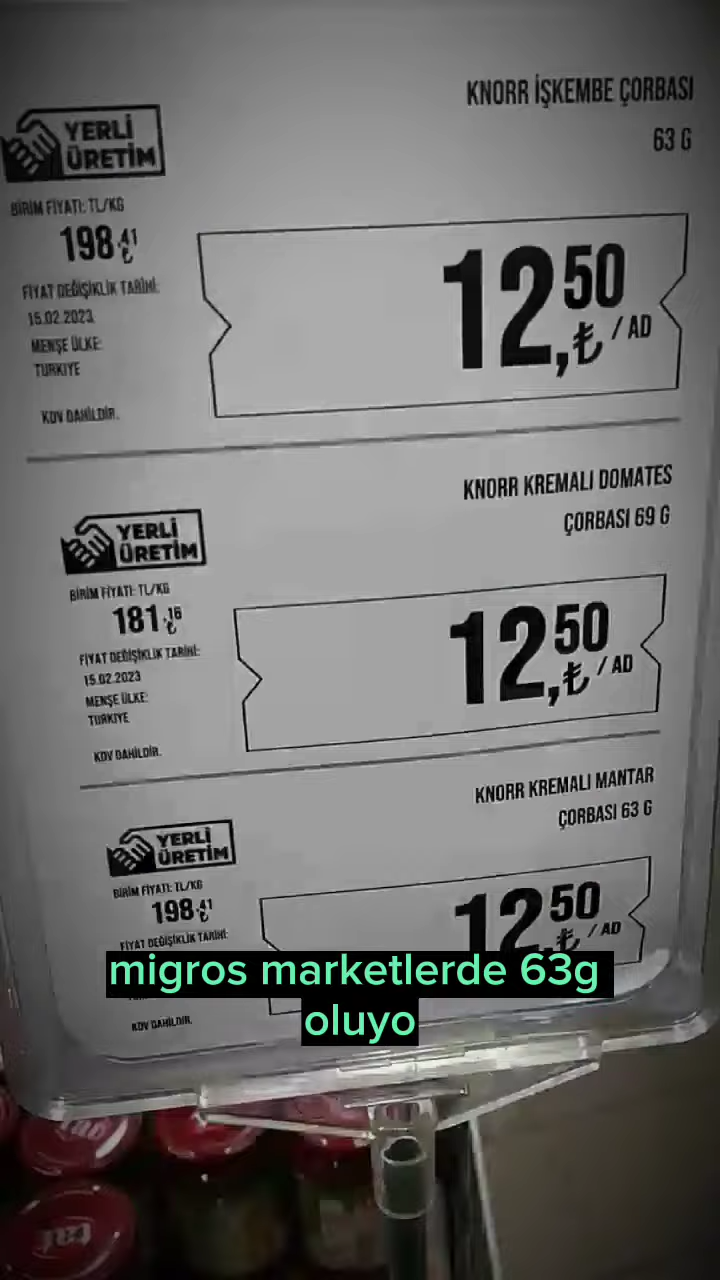 KNORR İŞKEMBE ÇORBASI
63 G
YERLİ
ÜRETİM
BİRİM FİYATI: TL/KG
198,41 ₺
FİYAT DEĞİŞİKLİK TARİHİ:
15.02.2023
MENŞE ÜLKE:
TURKIYE
KDV DAHİLDİR.
12,50 ₺ / AD
KNORR KREMALI DOMATES
ÇORBASI 69 G
YERLİ
ÜRETİM
BİRİM FİYATI: TL/KG
181,16 ₺
FİYAT DEĞİŞİKLİK TARİHİ:
15.02.2023
MENŞE ÜLKE:
TURKIYE
KDV DAHİLDİR.
12,50 ₺ / AD
KNORR KREMALI MANTAR
ÇORBASI 63 G
YERLİ
ÜRETİM
BİRİM FİYATI: TL/KG
198,41 ₺
FİYAT DEĞİŞİKLİK TARİHİ:
12,50 ₺ / AD
migros marketlerde 63g
oluyo
KDV DAHİLDİR.
tat
tat